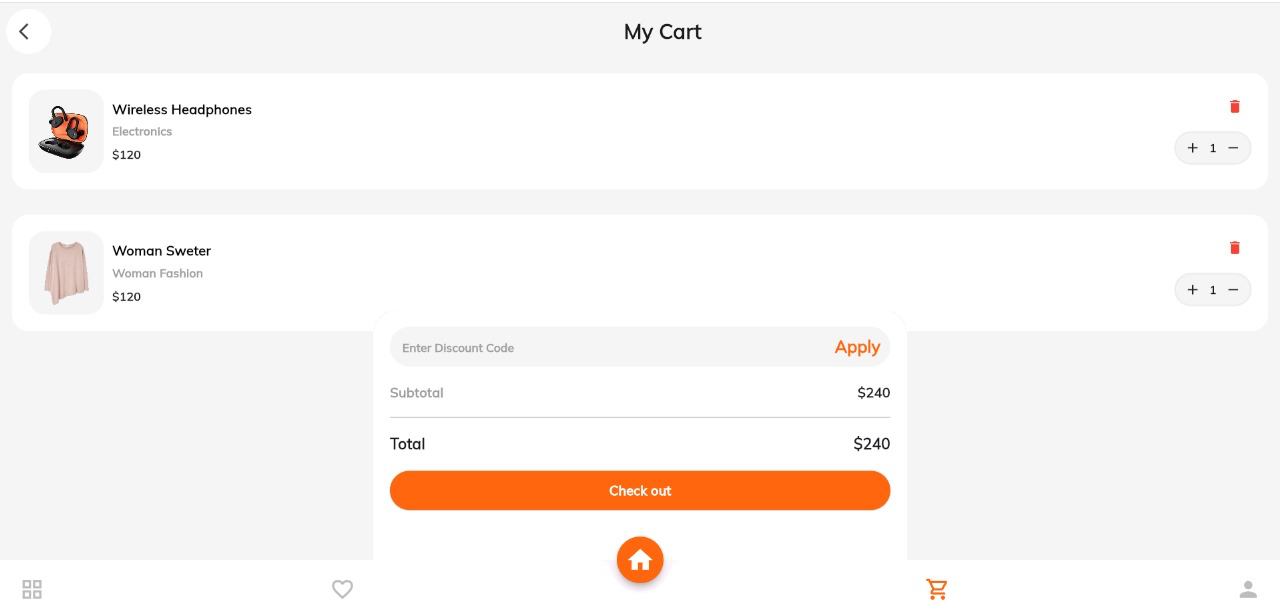 My Cart
Wireless Headphones
Electronics
$120
+ 1 −
Woman Sweter
Woman Fashion
$120
+ 1 −
Enter Discount Code Apply
Subtotal $240
Total $240
Check out